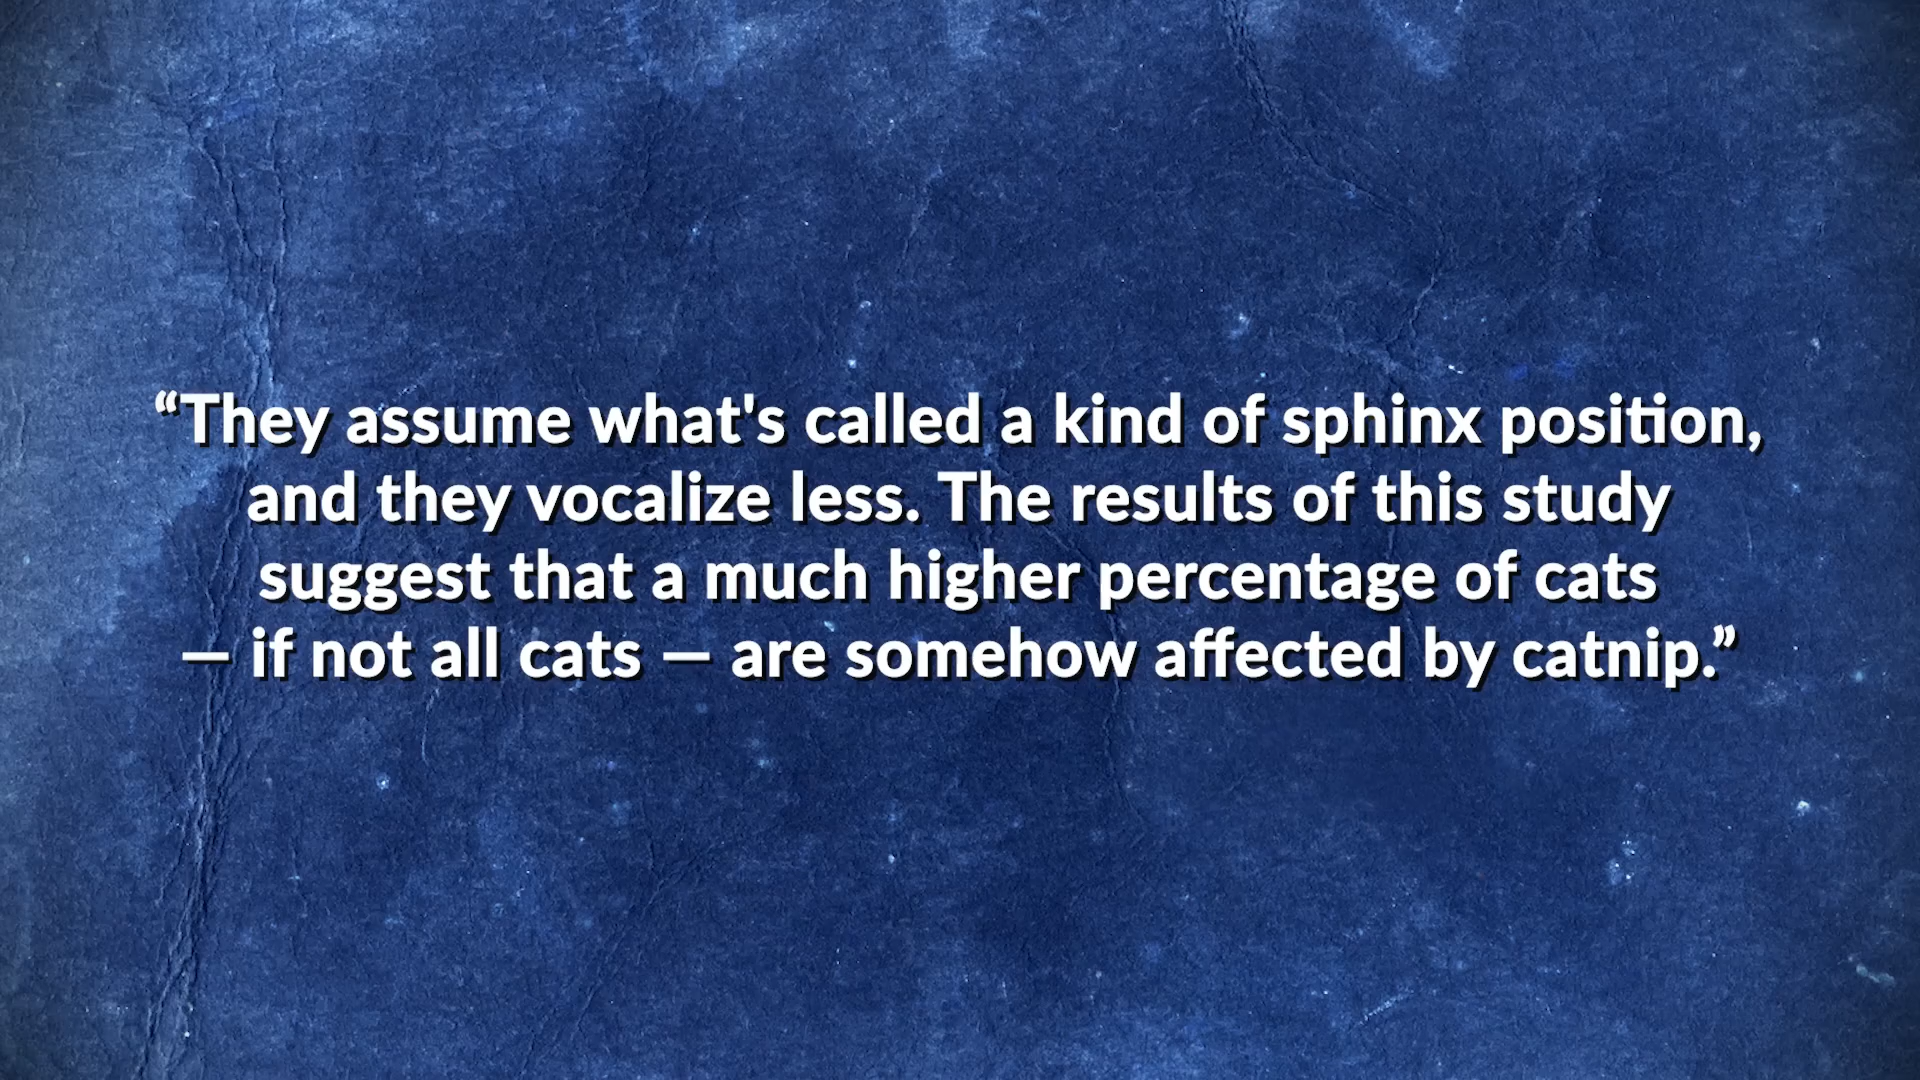 “They assume what's called a kind of sphinx position,
and they vocalize less. The results of this study
suggest that a much higher percentage of cats
— if not all cats — are somehow affected by catnip.”